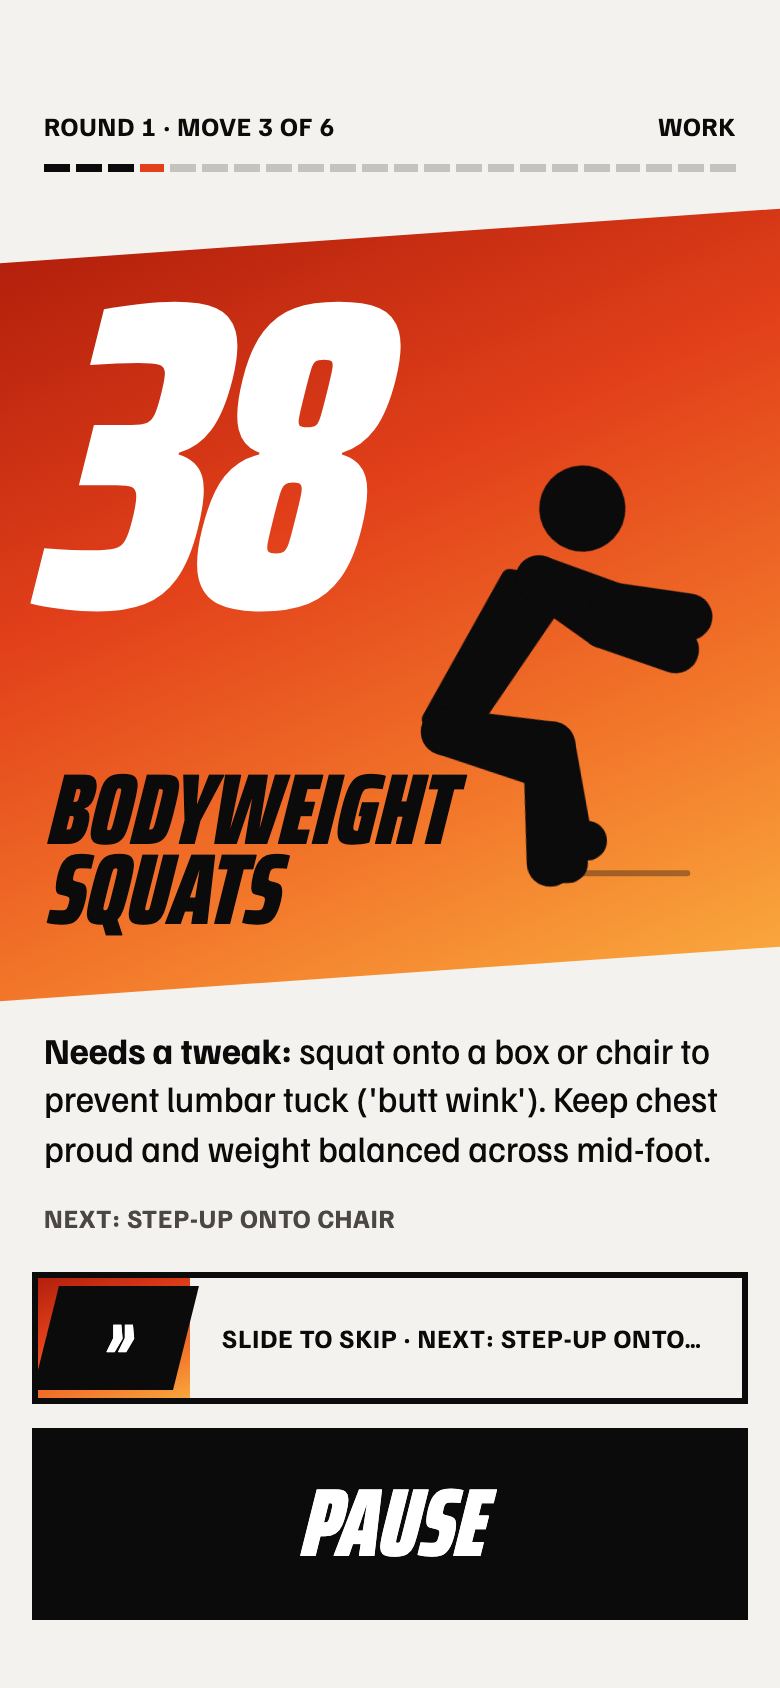 ROUND 1 · MOVE 3 OF 6
WORK
38
BODYWEIGHT
SQUATS
Needs a tweak: squat onto a box or chair to
prevent lumbar tuck ('butt wink'). Keep chest
proud and weight balanced across mid-foot.
NEXT: STEP-UP ONTO CHAIR
» SLIDE TO SKIP · NEXT: STEP-UP ONTO…
PAUSE